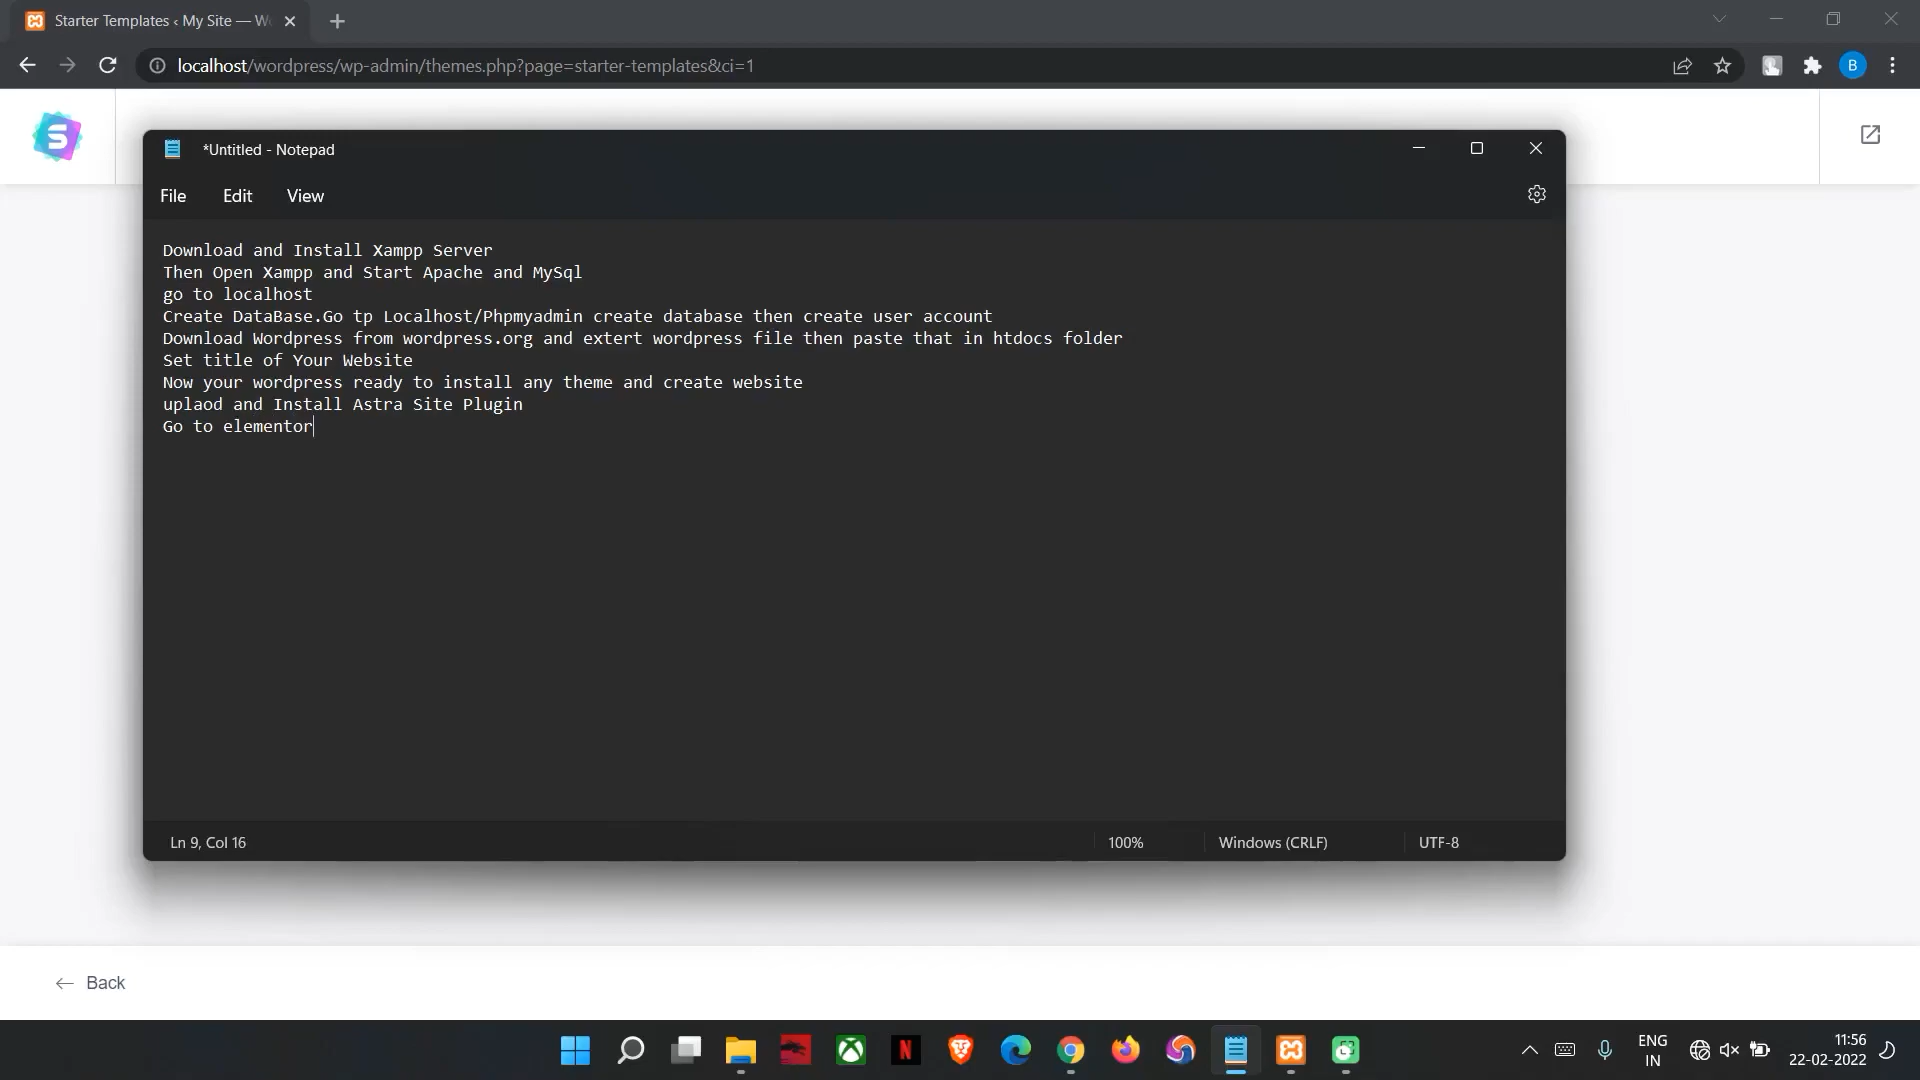 Starter Templates ‹ My Site — W
localhost/wordpress/wp-admin/themes.php?page=starter-templates&ci=1
B
S
*Untitled - Notepad
File Edit View
Download and Install Xampp Server
Then Open Xampp and Start Apache and MySql
go to localhost
Create DataBase.Go tp Localhost/Phpmyadmin create database then create user account
Download Wordpress from wordpress.org and extert wordpress file then paste that in htdocs folder
Set title of Your Website
Now your wordpress ready to install any theme and create website
uplaod and Install Astra Site Plugin
Go to elementor
Ln 9, Col 16 100% Windows (CRLF) UTF-8
← Back
N
ENG
IN
11:56
22-02-2022